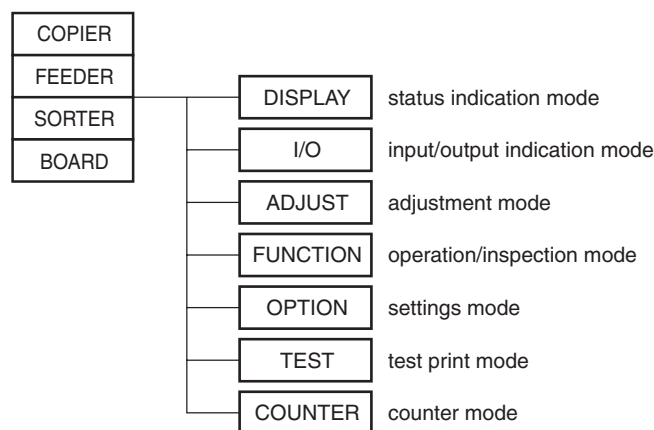 COPIER
FEEDER
SORTER
BOARD
DISPLAY status indication mode
I/O input/output indication mode
ADJUST adjustment mode
FUNCTION operation/inspection mode
OPTION settings mode
TEST test print mode
COUNTER counter mode